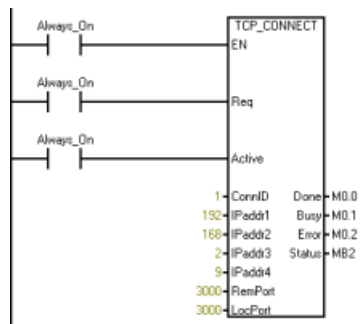 Always_On TCP_CONNECT
EN
Always_On
Req
Always_On
Active
1 ConnID Done M0.0
192 IPaddr1 Busy M0.1
168 IPaddr2 Error M0.2
2 IPaddr3 Status MB2
9 IPaddr4
3000 RemPort
3000 LocPort